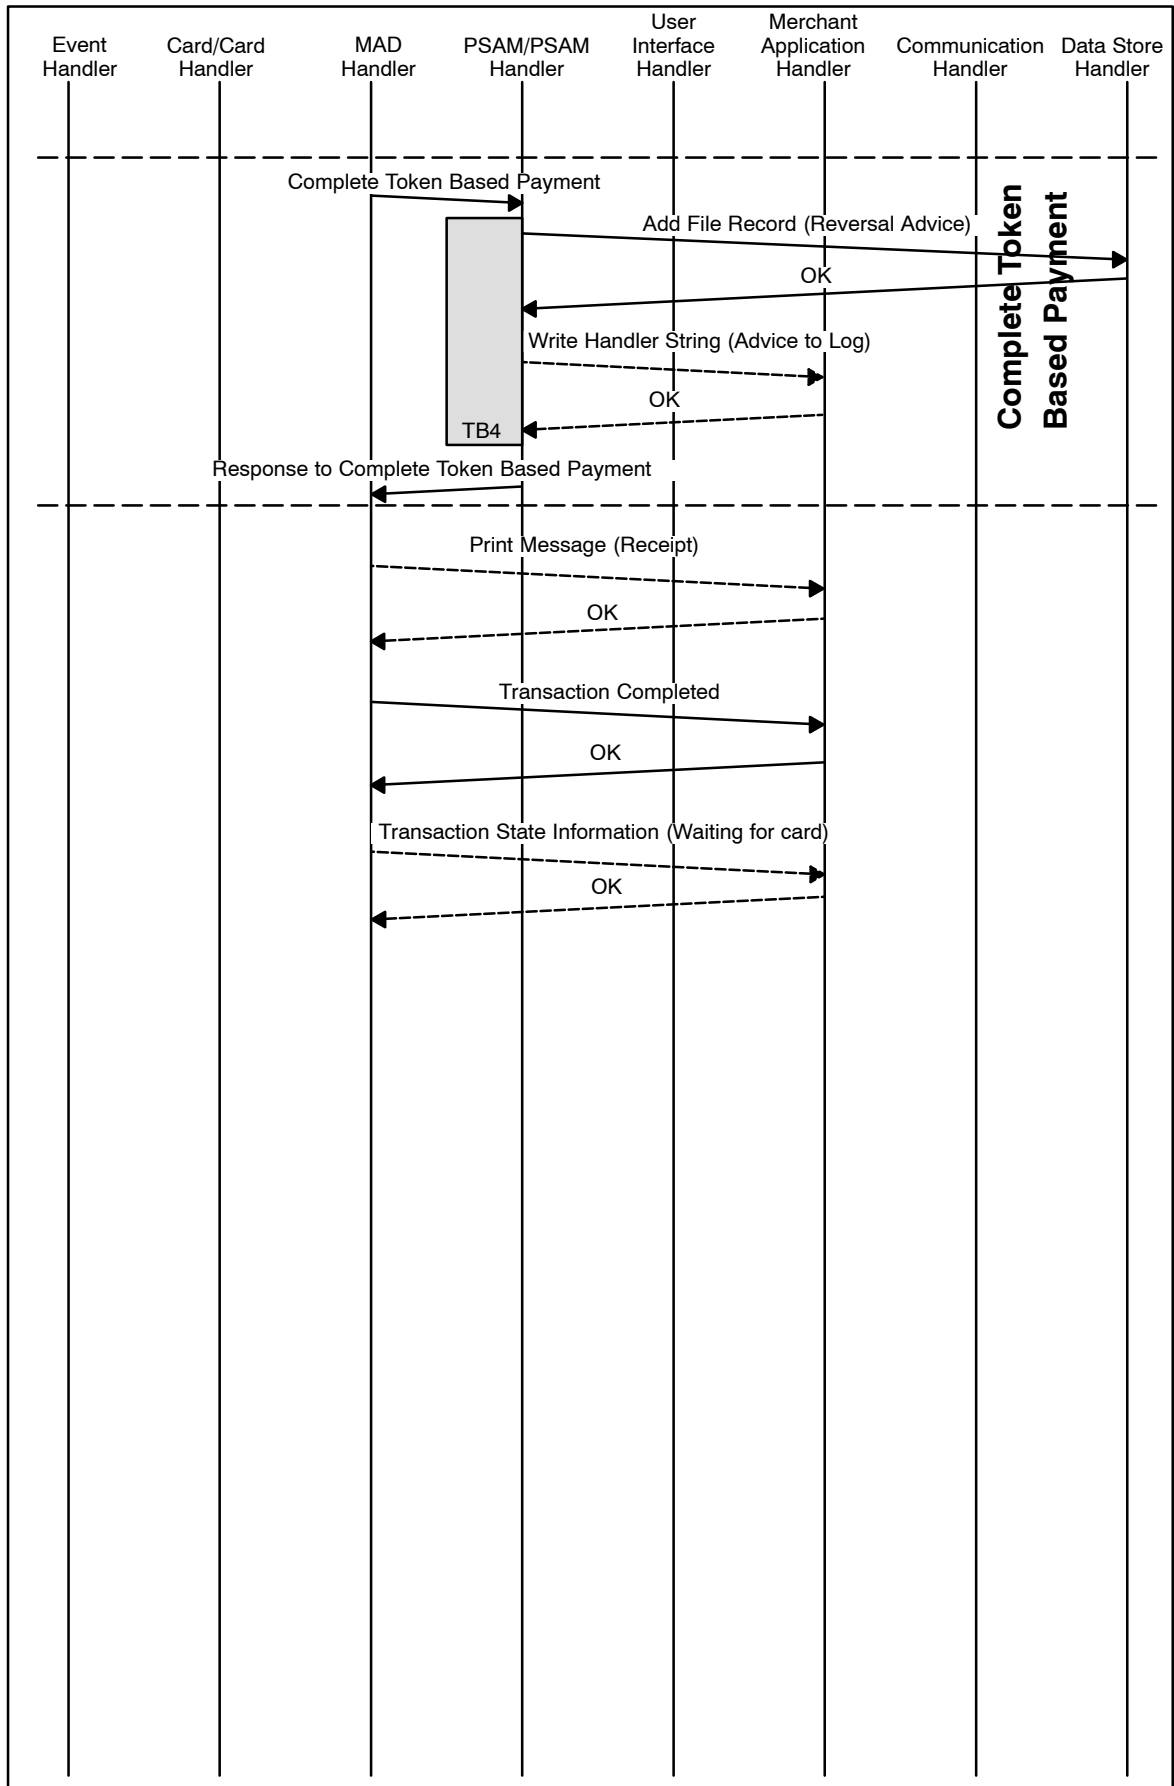 Event
Handler
Card/Card
Handler
MAD
Handler
PSAM/PSAM
Handler
User
Interface
Handler
Merchant
Application
Handler
Communication
Handler
Data Store
Handler
Complete Token Based Payment
Complete Token
Based Payment
Add File Record (Reversal Advice)
OK
Write Handler String (Advice to Log)
OK
TB4
Response to Complete Token Based Payment
Print Message (Receipt)
OK
Transaction Completed
OK
Transaction State Information (Waiting for card)
OK